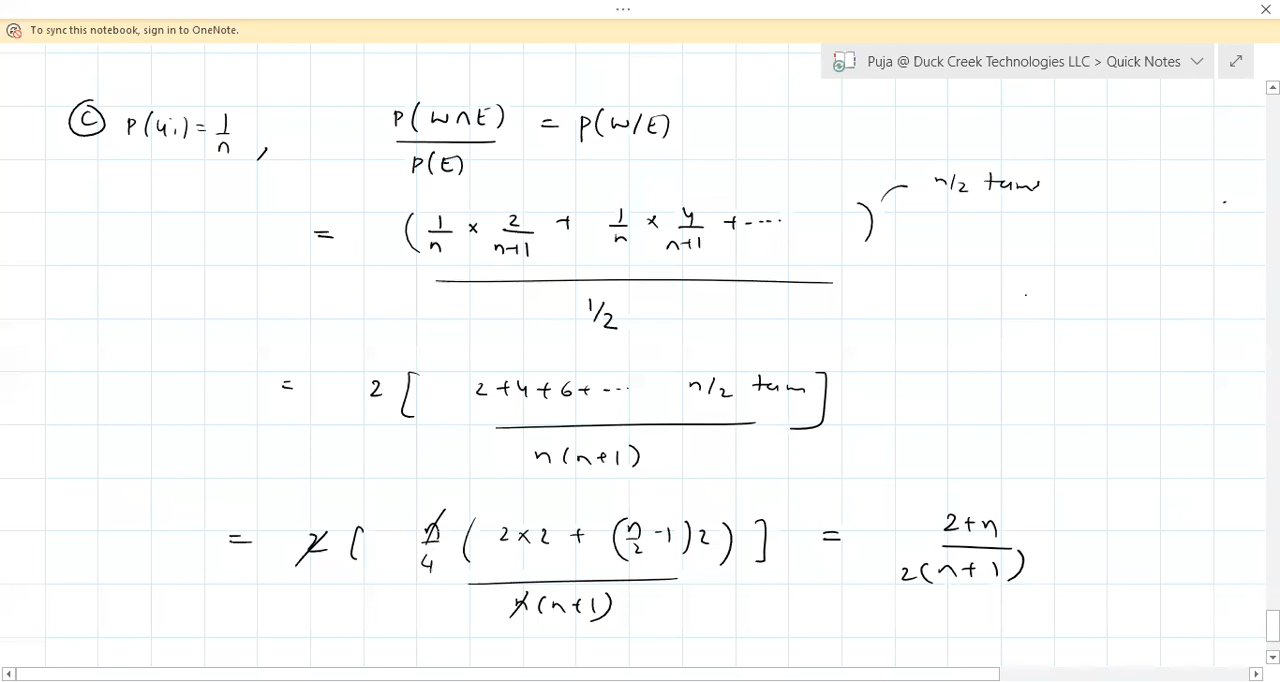 To sync this notebook, sign in to OneNote.
Puja @ Duck Creek Technologies LLC > Quick Notes
(C) P(ui) = 1/n , P(W∩E)/P(E) = P(W/E)
= (1/n × 2/(n+1) + 1/n × 4/(n+1) + ....) n/2 term
1/2
= 2 [ 2+4+6+ ... n/2 term ]
n(n+1)
= 2 [ n/4 ( 2×2 + (n/2 -1)2 ) ] = 2+n / 2(n+1)
n(n+1)